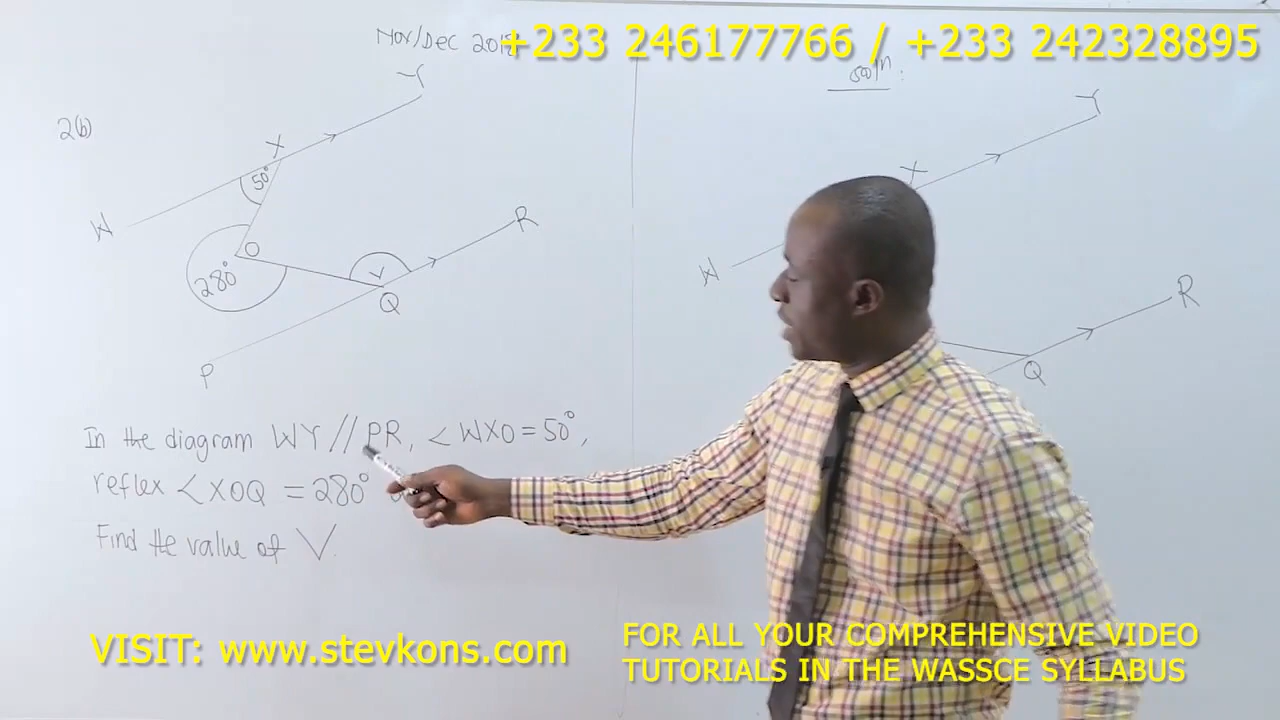 +233 246177766 / +233 242328895
Nov/Dec
Soln:
2(b)
Y
X
50°
W
O
280°
V
Q
R
P
Y
X
W
R
Q
In the diagram WY // PR, <WXO = 50°,
reflex <XOQ = 280°
Find the value of V.
VISIT: www.stevkons.com
FOR ALL YOUR COMPREHENSIVE VIDEO
TUTORIALS IN THE WASSCE SYLLABUS